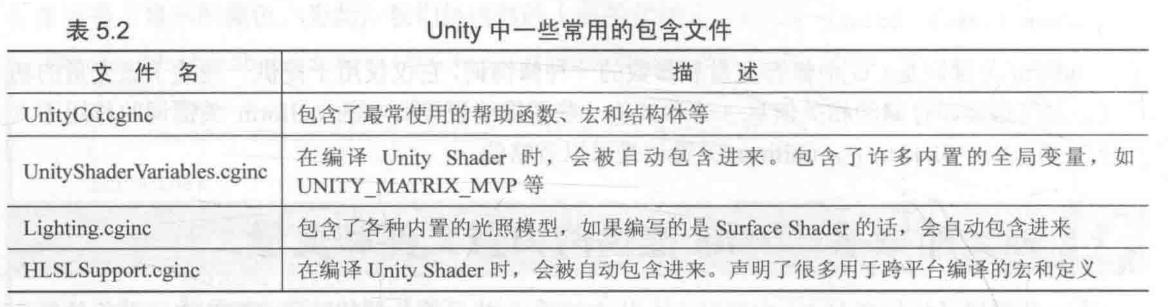 表 5.2 Unity 中一些常用的包含文件
文 件 名 描 述
UnityCG.cginc 包含了最常使用的帮助函数、宏和结构体等
UnityShaderVariables.cginc 在编译 Unity Shader 时，会被自动包含进来。包含了许多内置的全局变量，如
UNITY_MATRIX_MVP 等
Lighting.cginc 包含了各种内置的光照模型，如果编写的是 Surface Shader 的话，会自动包含进来
HLSLSupport.cginc 在编译 Unity Shader 时，会被自动包含进来。声明了很多用于跨平台编译的宏和定义